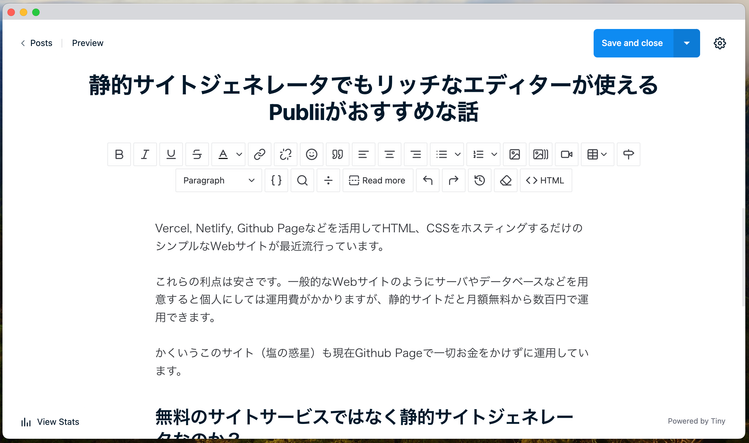 Posts
Preview
Save and close
静的サイトジェネレータでもリッチなエディターが使える
Publiiがおすすめな話
Paragraph
Read more
HTML
Vercel, Netlify, Github Pageなどを活用してHTML、CSSをホスティングするだけの
シンプルなWebサイトが最近流行っています。
これらの利点は安さです。一般的なWebサイトのようにサーバやデータベースなどを用
意すると個人にしては運用費がかかりますが、静的サイトだと月額無料から数百円で運
用できます。
かくいうこのサイト（塩の惑星）も現在Github Pageで一切お金をかけずに運用してい
ます。
無料のサイトサービスではなく静的サイトジェネレー
タなのか？
View Stats
Powered by Tiny